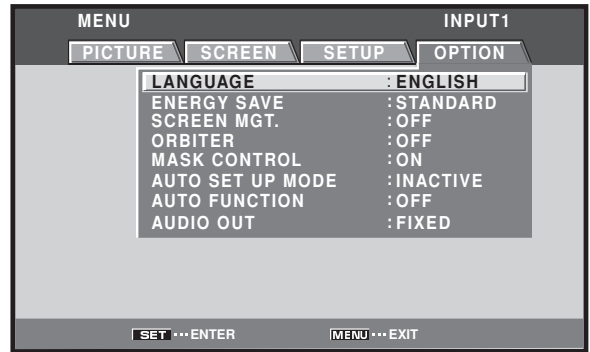 MENU INPUT1
PICTURE SCREEN SETUP OPTION
LANGUAGE : ENGLISH
ENERGY SAVE : STANDARD
SCREEN MGT. : OFF
ORBITER : OFF
MASK CONTROL : ON
AUTO SET UP MODE : INACTIVE
AUTO FUNCTION : OFF
AUDIO OUT : FIXED
SET ··· ENTER MENU ··· EXIT